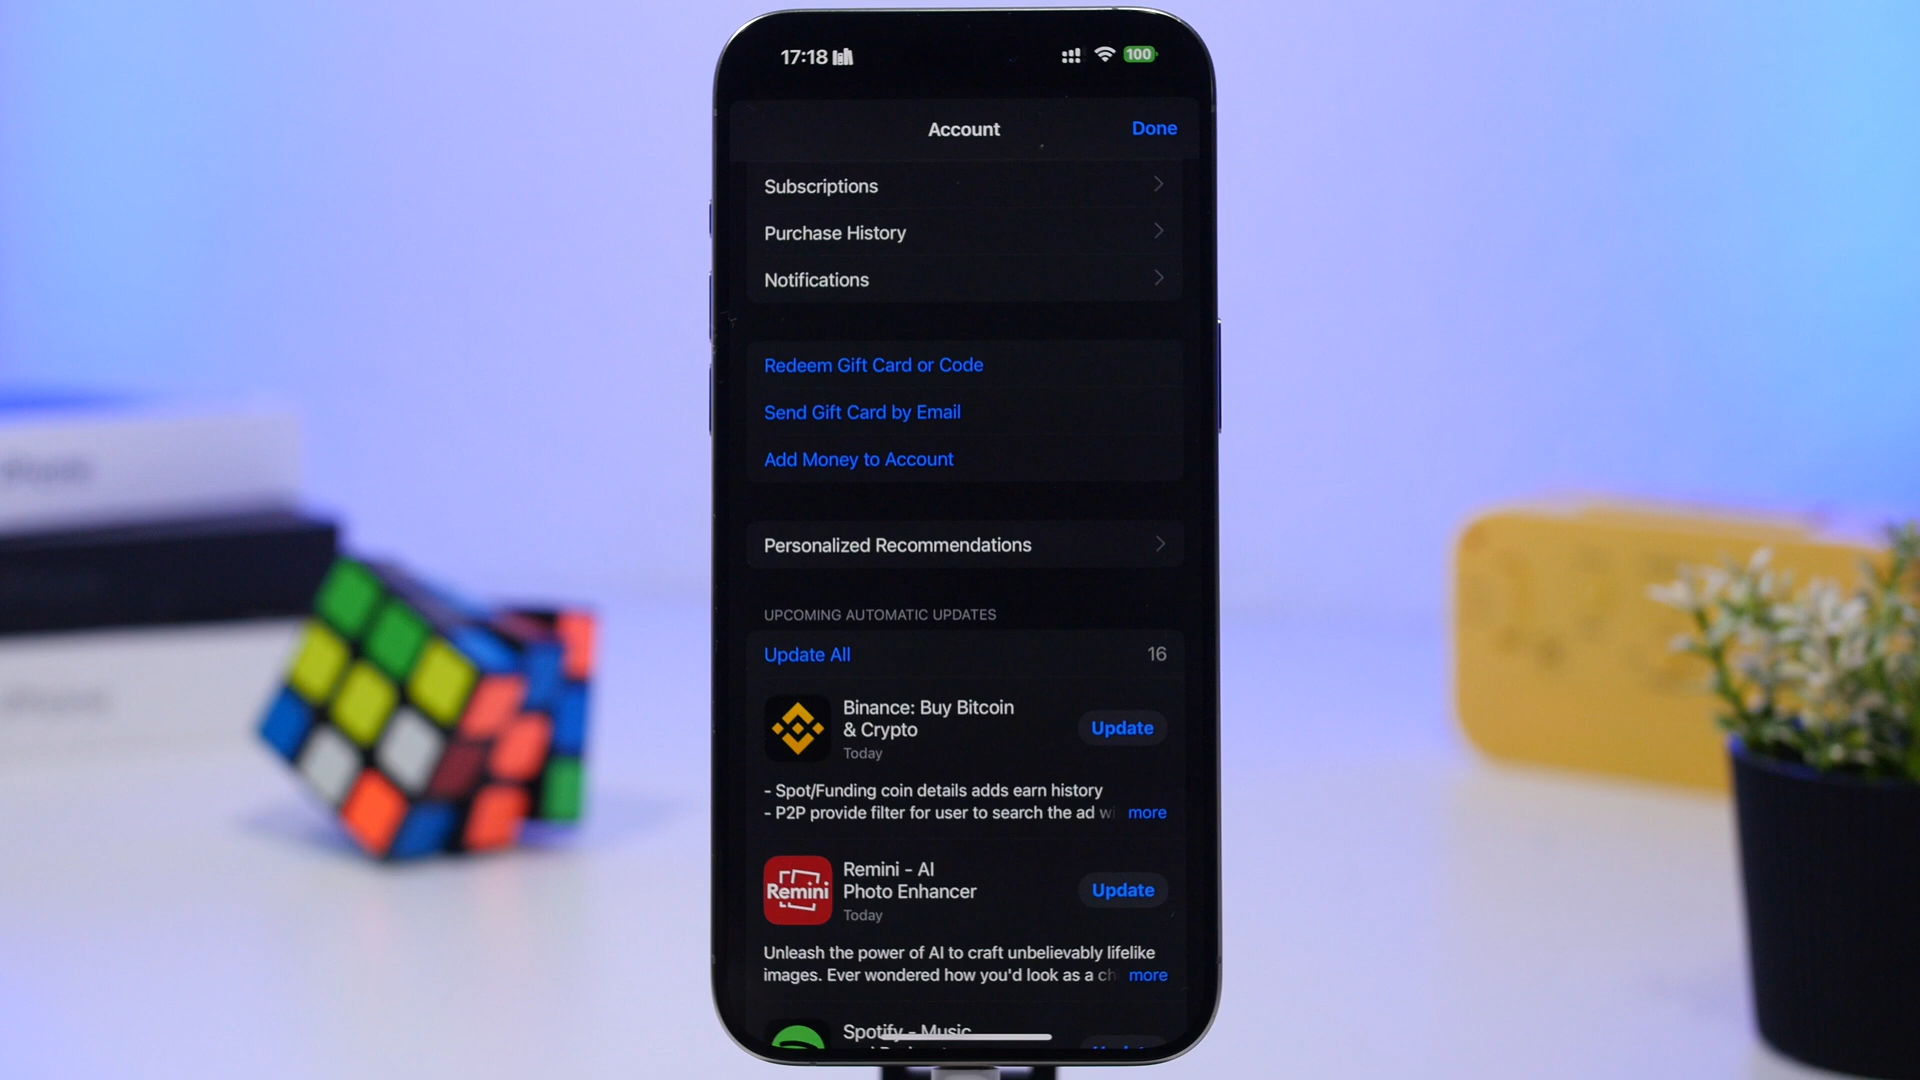 17:18
100
Account
Done
Subscriptions
Purchase History
Notifications
Redeem Gift Card or Code
Send Gift Card by Email
Add Money to Account
Personalized Recommendations
UPCOMING AUTOMATIC UPDATES
Update All
16
Binance: Buy Bitcoin
& Crypto
Today
Update
- Spot/Funding coin details adds earn history
- P2P provide filter for user to search the ad
more
Remini
Remini - AI
Photo Enhancer
Today
Update
Unleash the power of AI to craft unbelievably lifelike
images. Ever wondered how you'd look as a
more
Spotify - Music